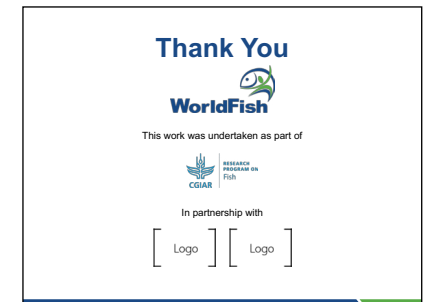 Thank You
WorldFish
This work was undertaken as part of
CGIAR
RESEARCH
PROGRAM ON
Fish
In partnership with
Logo Logo